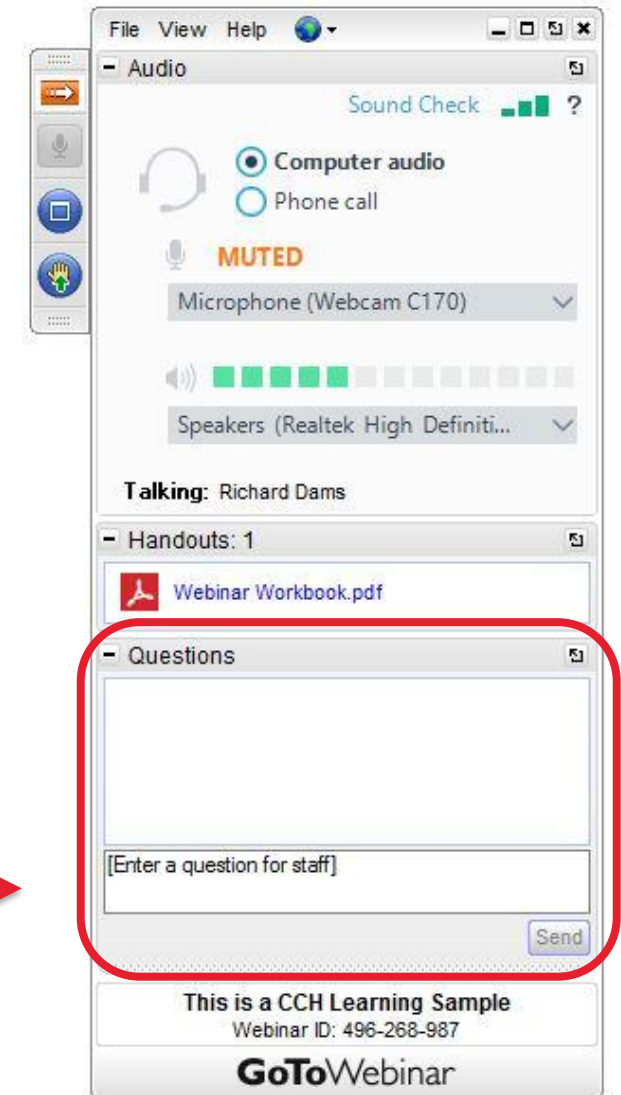 File View Help
Audio
Sound Check ?
Computer audio
Phone call
MUTED
Microphone (Webcam C170)
Speakers (Realtek High Definiti...
Talking: Richard Dams
Handouts: 1
Webinar Workbook.pdf
Questions
[Enter a question for staff]
Send
This is a CCH Learning Sample
Webinar ID: 496-268-987
GoToWebinar